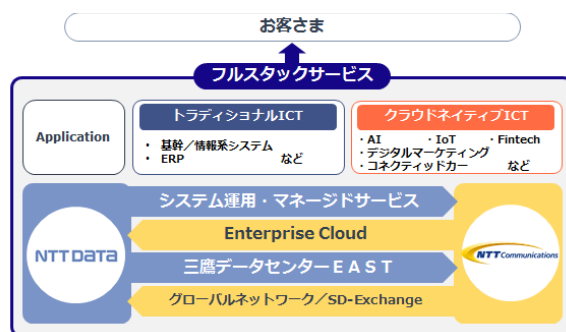 お客さま
フルスタックサービス
Application
トラディショナルICT
・ 基幹／情報系システム
・ ERP など
クラウドネイティブICT
・AI ・IoT ・Fintech
・デジタルマーケティング
・コネクティッドカー など
システム運用・マネージドサービス
Enterprise Cloud
三鷹データセンターＥＡＳＴ
グローバルネットワーク／SD-Exchange
NTT DATA
NTT Communications